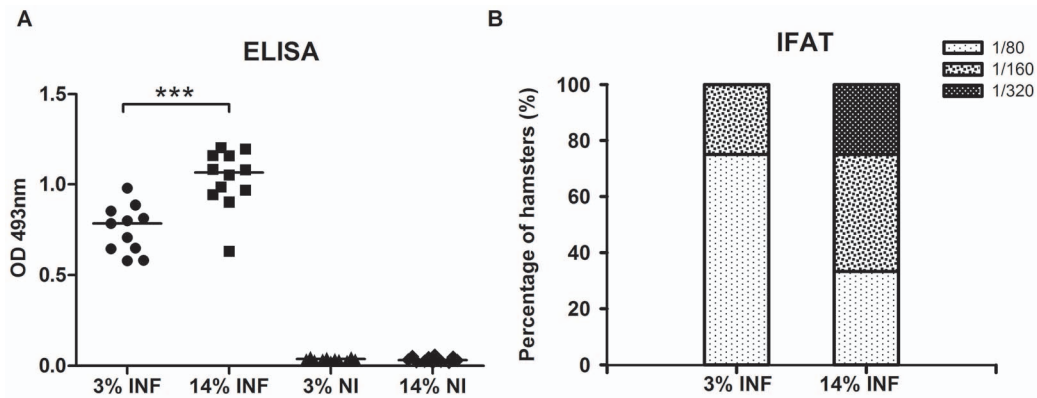 A
ELISA
OD 493nm
1.5
1.0
0.5
0.0
***
3% INF
14% INF
3% NI
14% NI
B
IFAT
1/80
1/160
1/320
Percentage of hamsters (%)
100
80
60
40
20
0
3% INF
14% INF